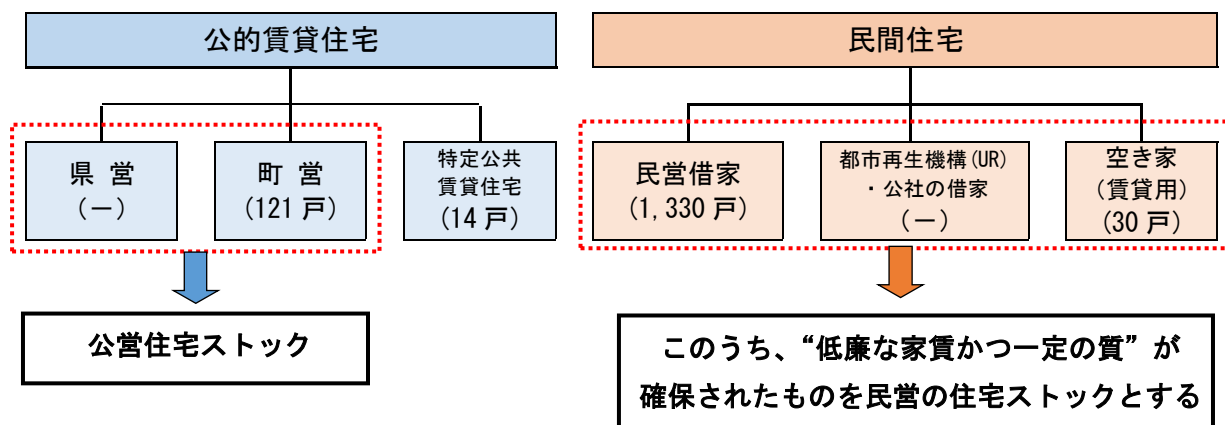 公的賃貸住宅
県 営
（－）
町 営
（121 戸）
特定公共
賃貸住宅
（14 戸）
公営住宅ストック
民間住宅
民営借家
（1,330 戸）
都市再生機構(UR)
・公社の借家
（－）
空き家
（賃貸用）
（30 戸）
このうち、“低廉な家賃かつ一定の質”が
確保されたものを民営の住宅ストックとする